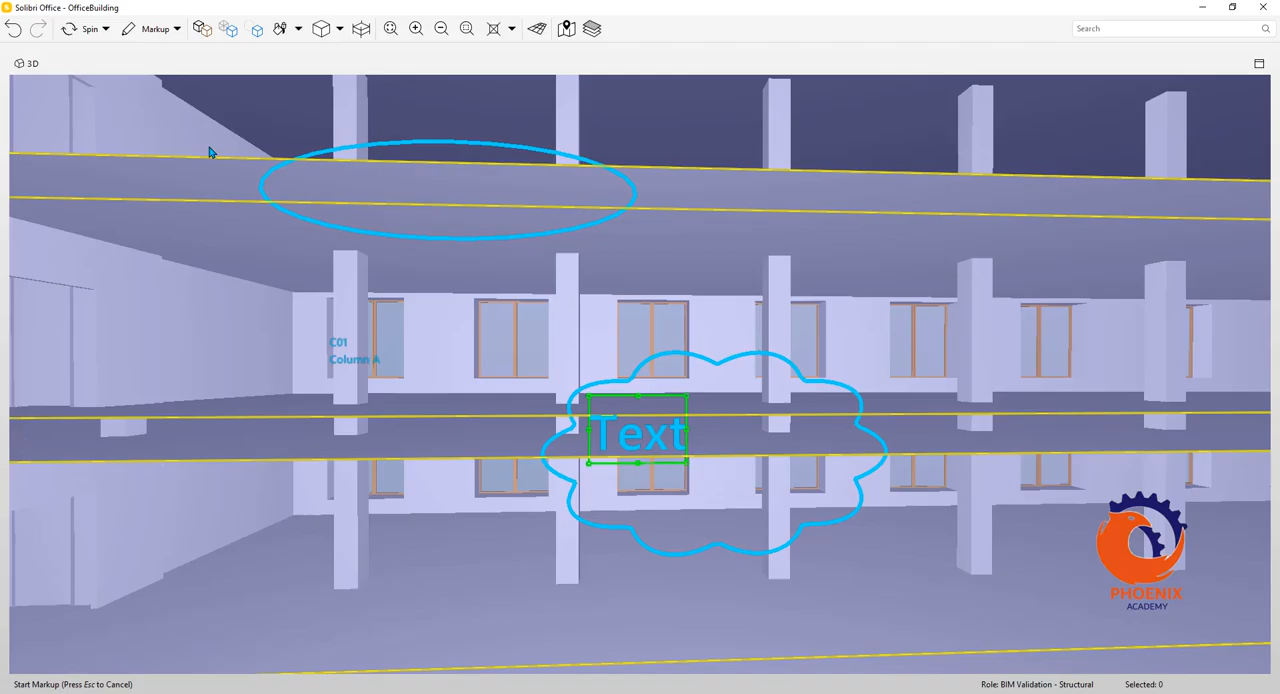 Solibri Office - OfficeBuilding
Spin
Markup
Search
3D
C01
Column A
Text
PHOENIX
ACADEMY
Start Markup (Press Esc to Cancel)
Role: BIM Validation - Structural
Selected: 0